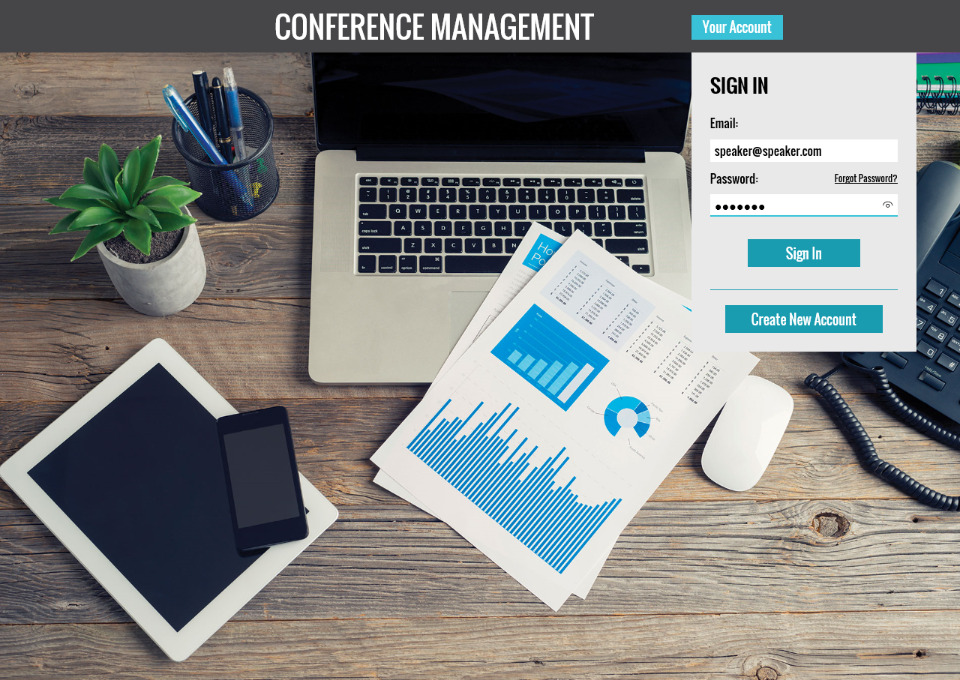 CONFERENCE MANAGEMENT
Your Account
SIGN IN
Email:
speaker@speaker.com
Password:
Forgot Password?
●●●●●●●
Sign In
Create New Account